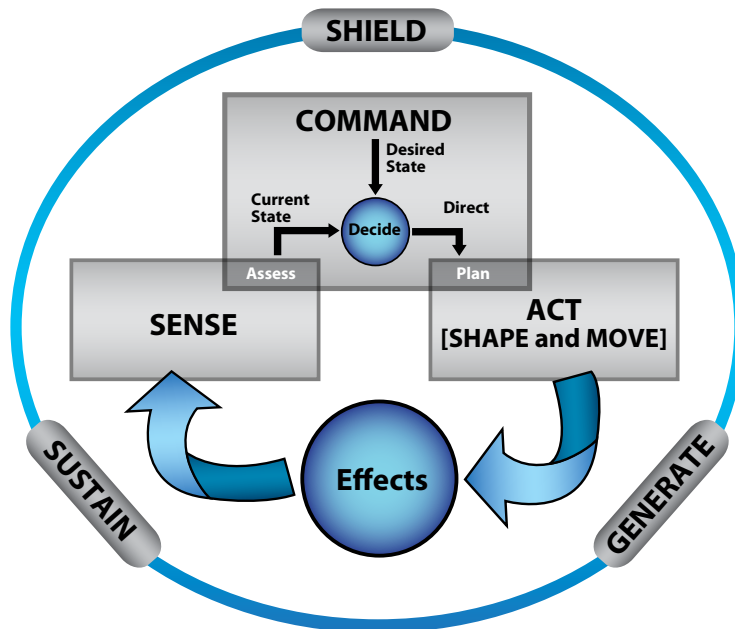 SHIELD
COMMAND
Desired
State
Current
State
Direct
Decide
Assess
Plan
SENSE
ACT
[SHAPE and MOVE]
Effects
SUSTAIN
GENERATE